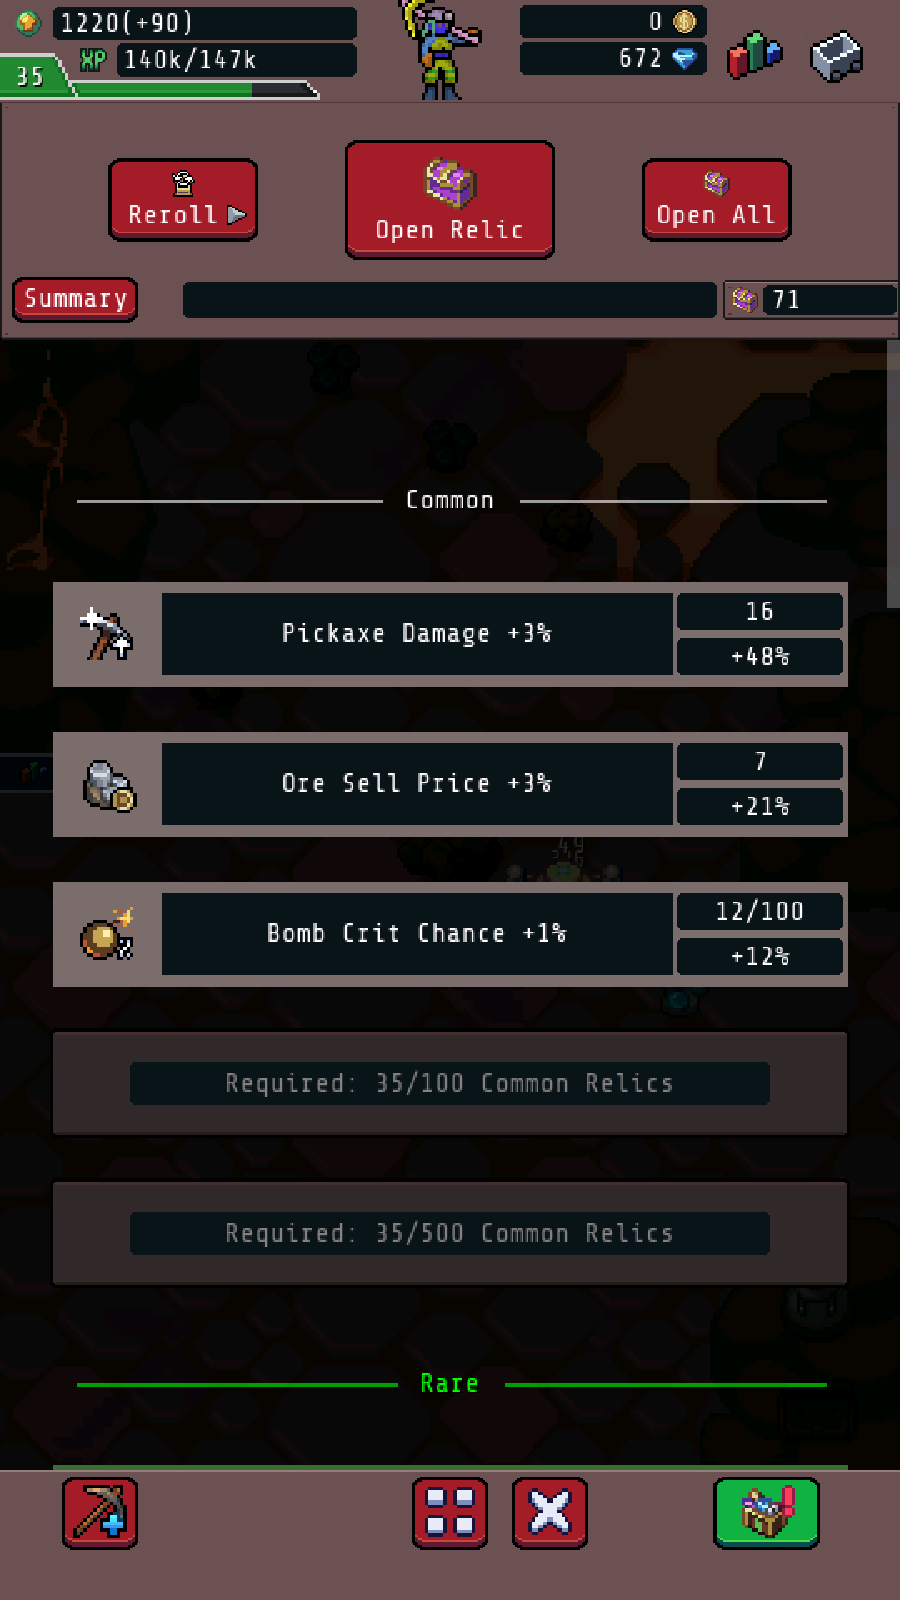 1220(+90)
0
XP 140k/147k
672
35
Reroll
Open Relic
Open All
Summary
71
Common
Pickaxe Damage +3%
16
+48%
Ore Sell Price +3%
7
+21%
Bomb Crit Chance +1%
12/100
+12%
Required: 35/100 Common Relics
Required: 35/500 Common Relics
Rare